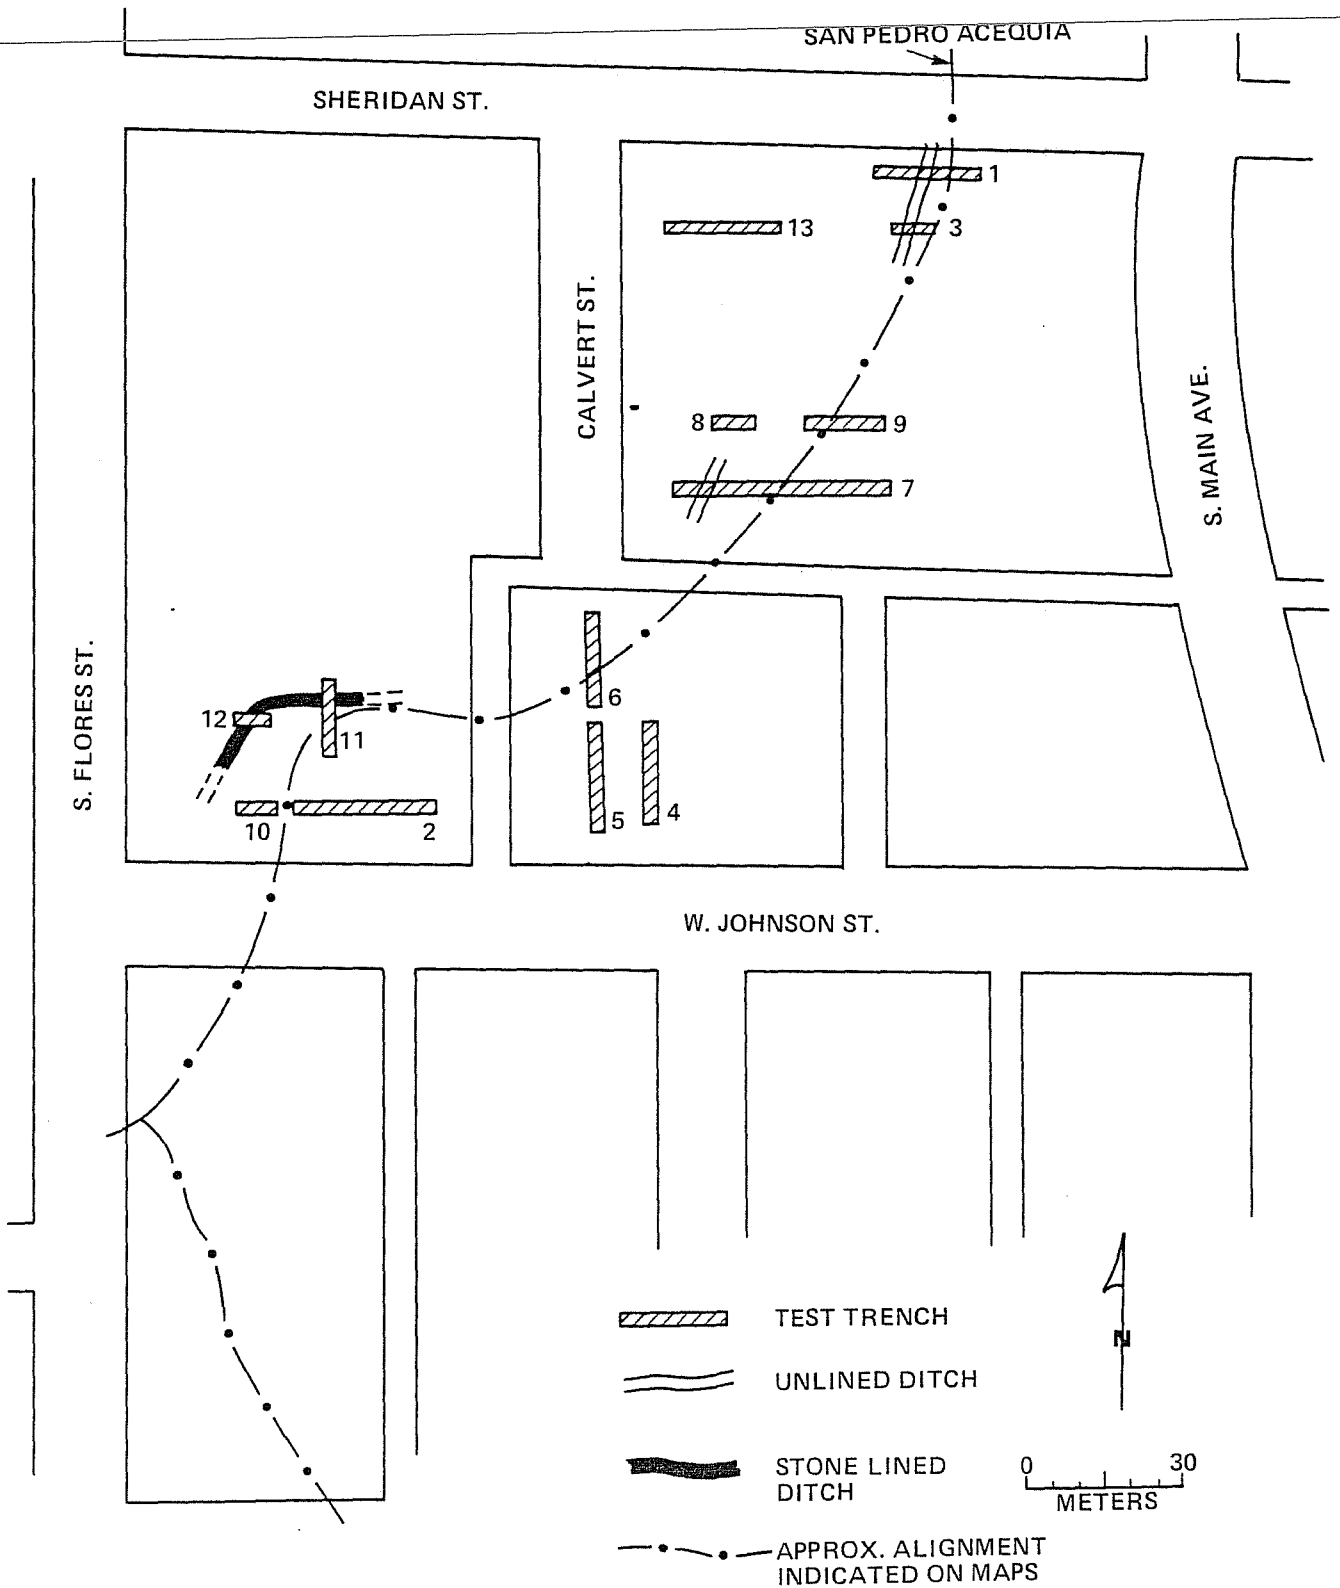 SAN PEDRO ACEQUIA
SHERIDAN ST.
1
13
3
CALVERT ST.
8
9
S. MAIN AVE.
7
S. FLORES ST.
6
12
11
5
4
10
2
W. JOHNSON ST.
TEST TRENCH
N
UNLINED DITCH
STONE LINED
DITCH
0
30
METERS
APPROX. ALIGNMENT
INDICATED ON MAPS